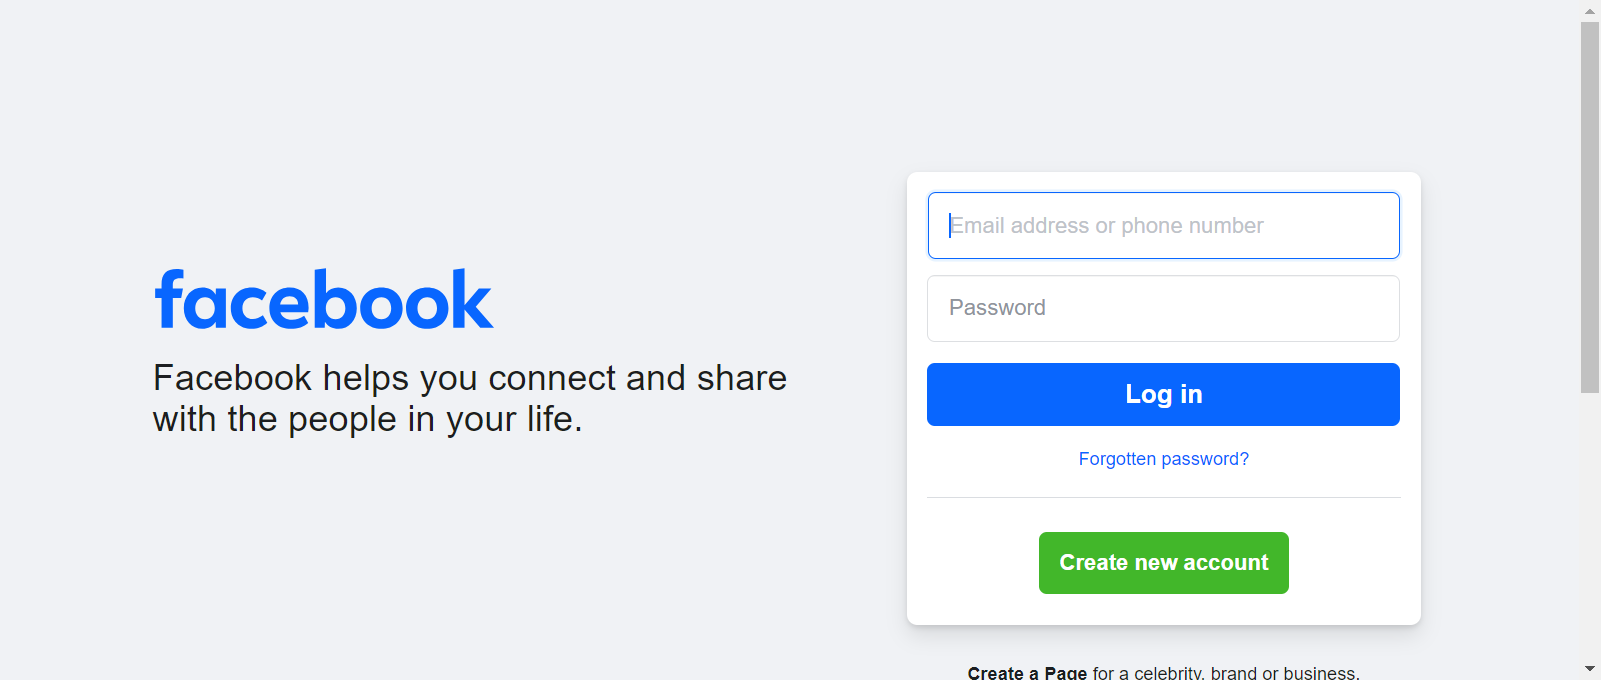 facebook
Facebook helps you connect and share
with the people in your life.
Email address or phone number
Password
Log in
Forgotten password?
Create new account
Create a Page for a celebrity, brand or business.